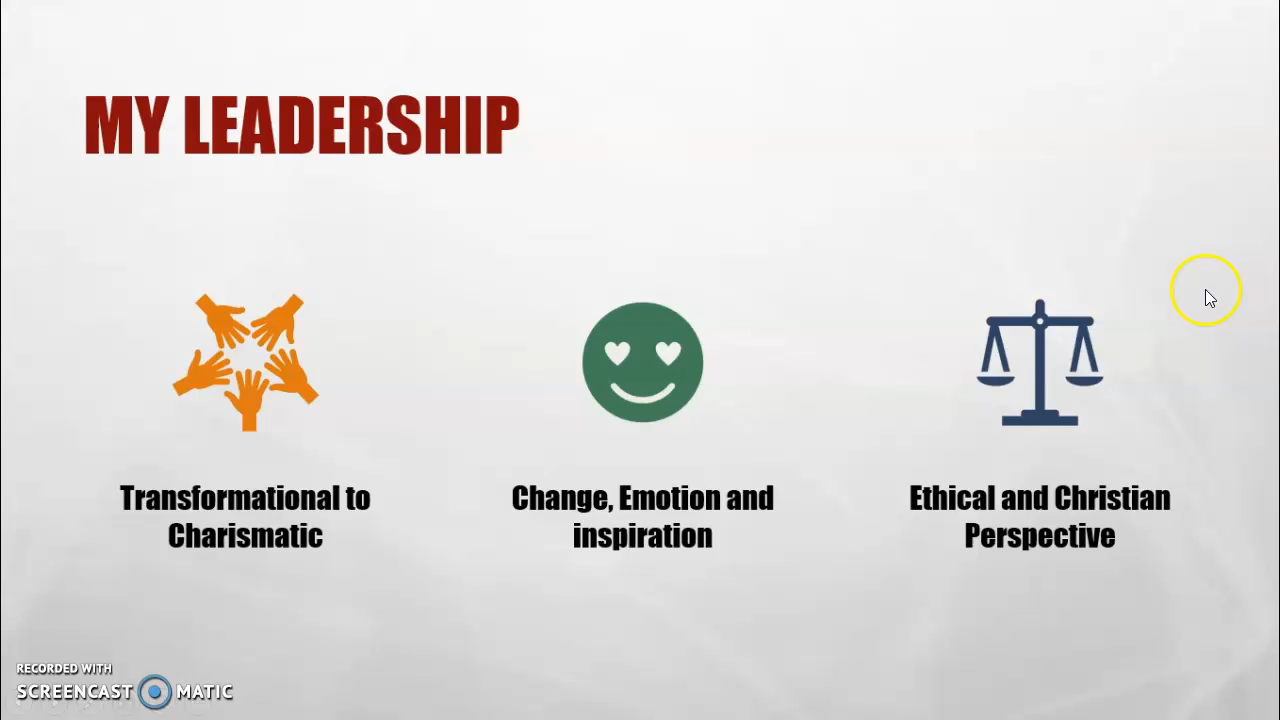 MY LEADERSHIP
Transformational to
Charismatic
Change, Emotion and
inspiration
Ethical and Christian
Perspective
RECORDED WITH
SCREENCAST MATIC